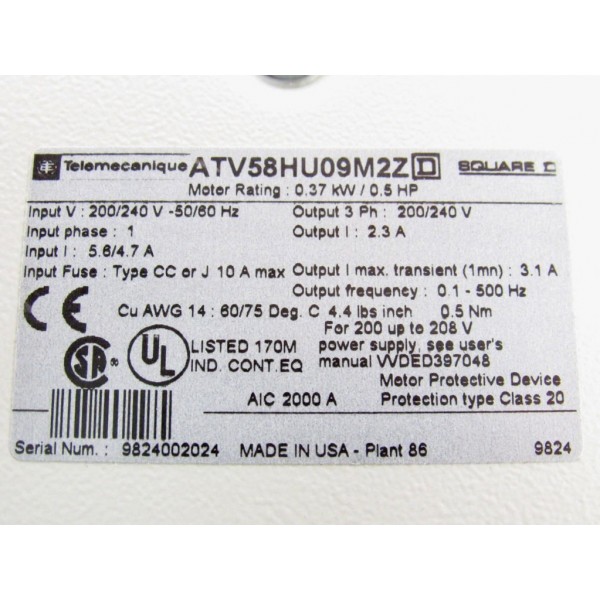 Telemecanique ATV58HU09M2Z D SQUARE D
Motor Rating : 0.37 kW / 0.5 HP
Input V : 200/240 V -50/60 Hz Output 3 Ph : 200/240 V
Input phase : 1 Output I : 2.3 A
Input I : 5.6/4.7 A
Input Fuse : Type CC or J 10 A max Output I max. transient (1mn) : 3.1 A
Output frequency : 0.1 - 500 Hz
CE Cu AWG 14 : 60/75 Deg. C 4.4 lbs inch 0.5 Nm
For 200 up to 208 V
SA UL LISTED 170M power supply, see user's
IND. CONT.EQ manual VVDED397048
Motor Protective Device
AIC 2000 A Protection type Class 20
Serial Num. : 9824002024 MADE IN USA - Plant 86 9824